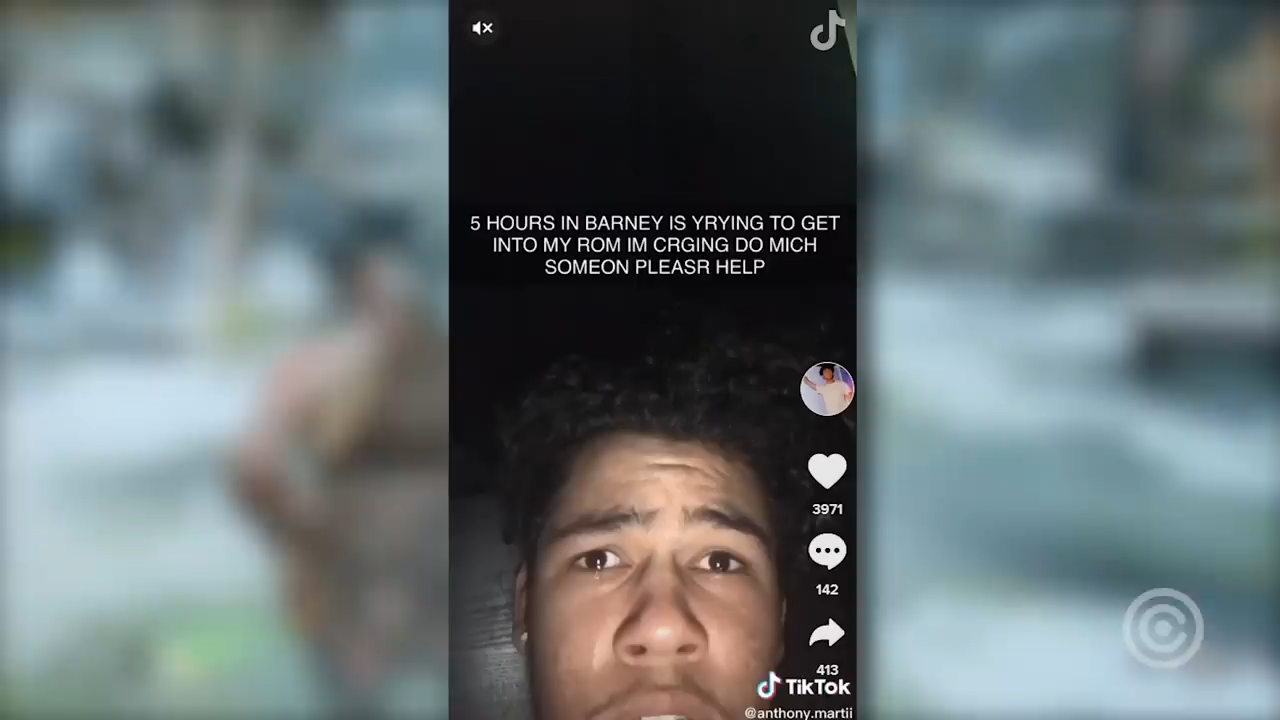 5 HOURS IN BARNEY IS YRYING TO GET
INTO MY ROM IM CRGING DO MICH
SOMEON PLEASR HELP
3971
142
413
TikTok
@anthony.martii